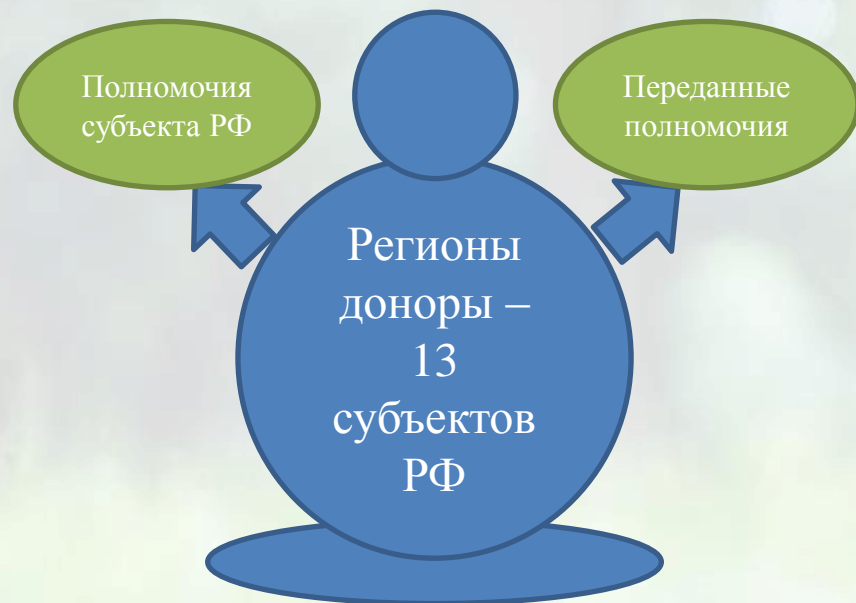 Полномочия
субъекта РФ
Переданные
полномочия
Регионы
доноры –
13
субъектов
РФ